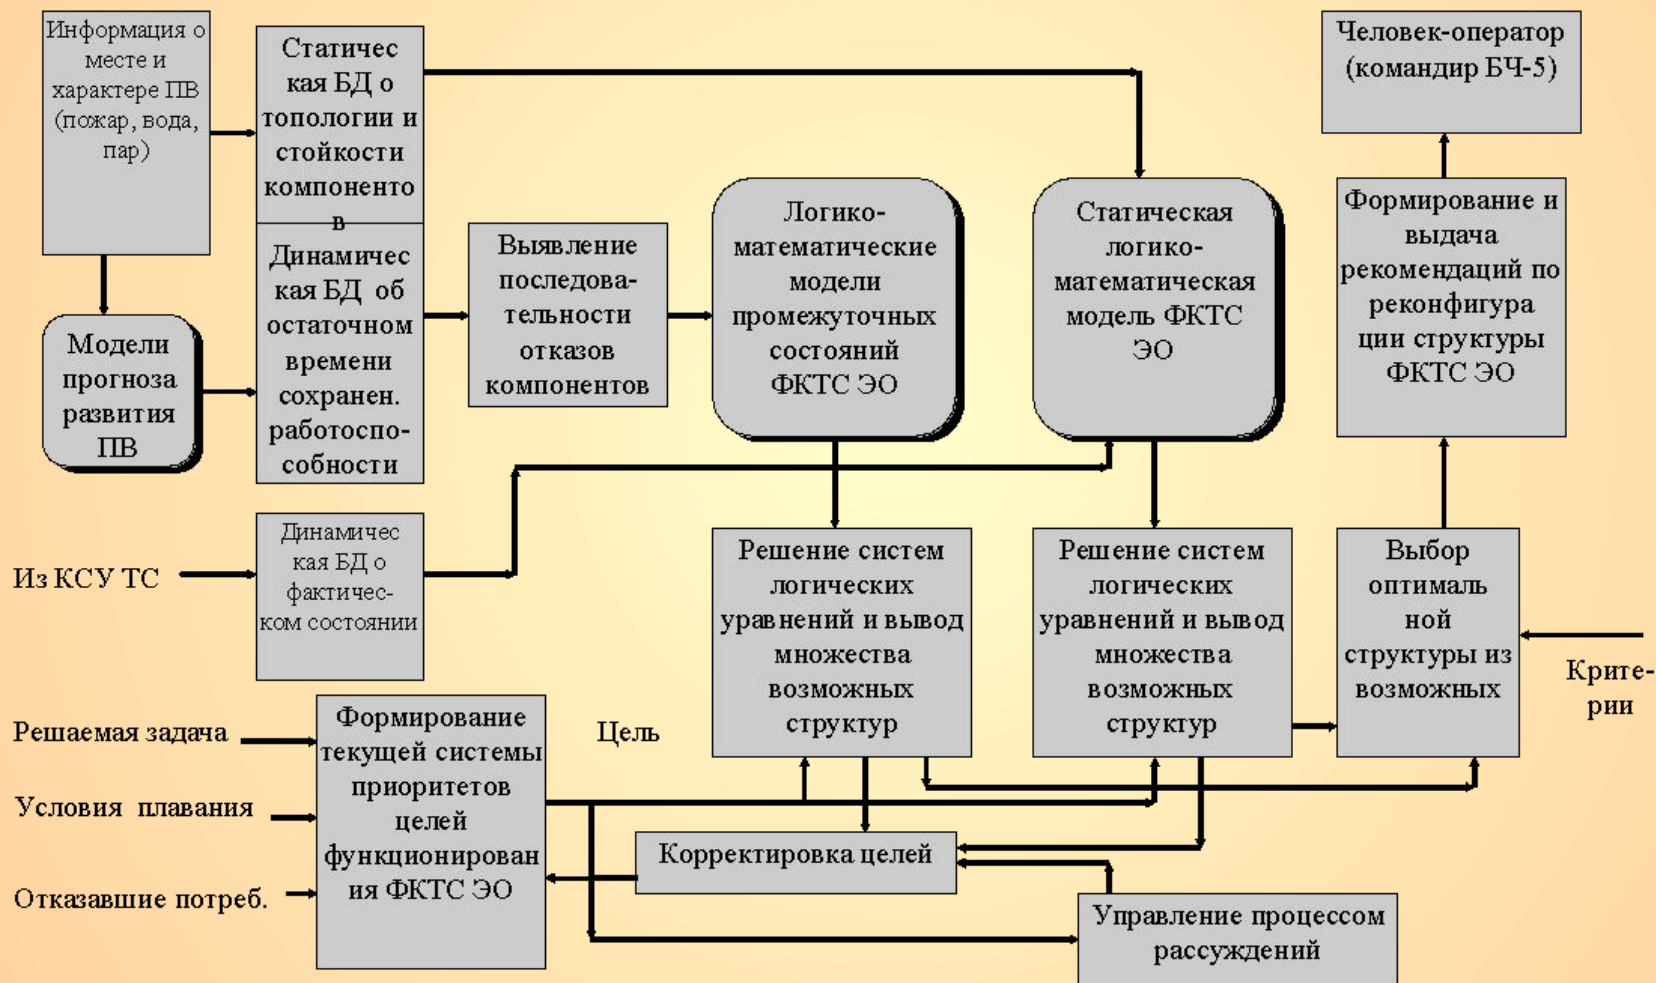 Информация о
месте и
характере ПВ
(пожар, вода,
пар)
Статичес
кая БД о
топологии и
стойкости
компоненто
в
Динамичес
кая БД об
остаточном
времени
сохранен.
работоспо-
собности
Модели
прогноза
развития
ПВ
Выявление
последова-
тельности
отказов
компонентов
Логико-
математические
модели
промежуточных
состояний
ФКТС ЭО
Статическая
логико-
математическая
модель ФКТС
ЭО
Человек-оператор
(командир БЧ-5)
Формирование и
выдача
рекомендаций по
реконфигура
ции структуры
ФКТС ЭО
Из КСУ ТС
Динамичес
кая БД о
фактичес-
ком состоянии
Решение систем
логических
уравнений и вывод
множества
возможных
структур
Решение систем
логических
уравнений и вывод
множества
возможных
структур
Выбор
оптималь
ной
структуры из
возможных
Крите-
рии
Решаемая задача
Условия плавания
Отказавшие потреб.
Формирование
текущей системы
приоритетов
целей
функционирован
ия ФКТС ЭО
Цель
Корректировка целей
Управление процессом
рассуждений